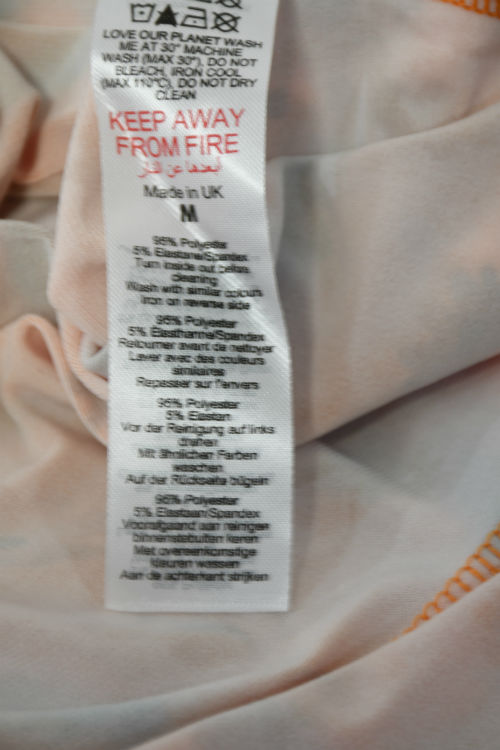 LOVE OUR PLANET WASH
ME AT 30° MACHINE
WASH (MAX 30°), DO NOT
BLEACH, IRON COOL
(MAX 110°C), DO NOT DRY
CLEAN
KEEP AWAY
FROM FIRE
أبعدها عن النار
Made in UK
M
95% Polyester
5% Elastane/Spandex
Turn inside out before
cleaning
Wash with similar colours
Iron on reverse side
95% Polyester
5% Elasthanne/Spandex
Retourner avant de nettoyer
Laver avec des couleurs
similaires
Repasser sur l'envers
95% Polyester
5% Elastan
Vor der Reinigung auf links
drehen
Mit ähnlichen Farben
waschen
Auf der Rückseite bügeln
95% Polyester
5% Elastaan/Spandex
Voorafgaand aan reinigen
binnenstebuiten keren
Met overeenkomstige
kleuren wassen
Aan de achterkant strijken